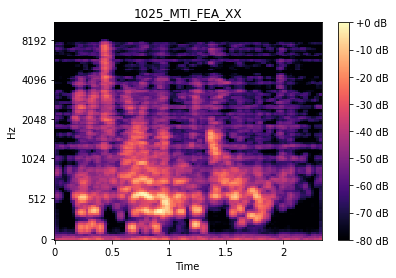 1025_MTI_FEA_XX
+0 dB
8192
-10 dB
4096
-20 dB
-30 dB
2048
Hz
-40 dB
1024
-50 dB
512
-60 dB
-70 dB
0
-80 dB
0 0.5 1 1.5 2
Time